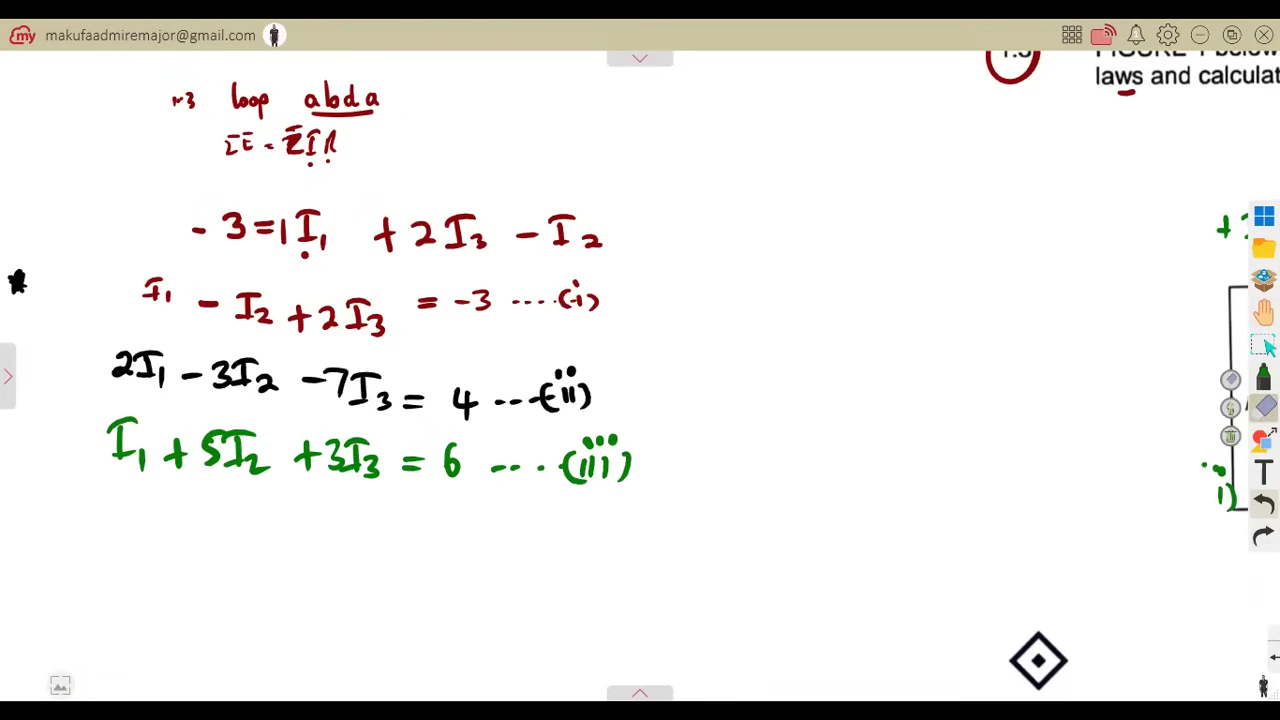 my makufaadmiremajor@gmail.com
laws and calculat
loop abda
ΣE = ΣIR
- 3 = 1I₁ + 2I₃ - I₂
I₁ - I₂ + 2I₃ = -3 ....(i)
2I₁ - 3I₂ - 7I₃ = 4 ...(ii)
I₁ + 5I₂ + 3I₃ = 6 ....(iii)
T